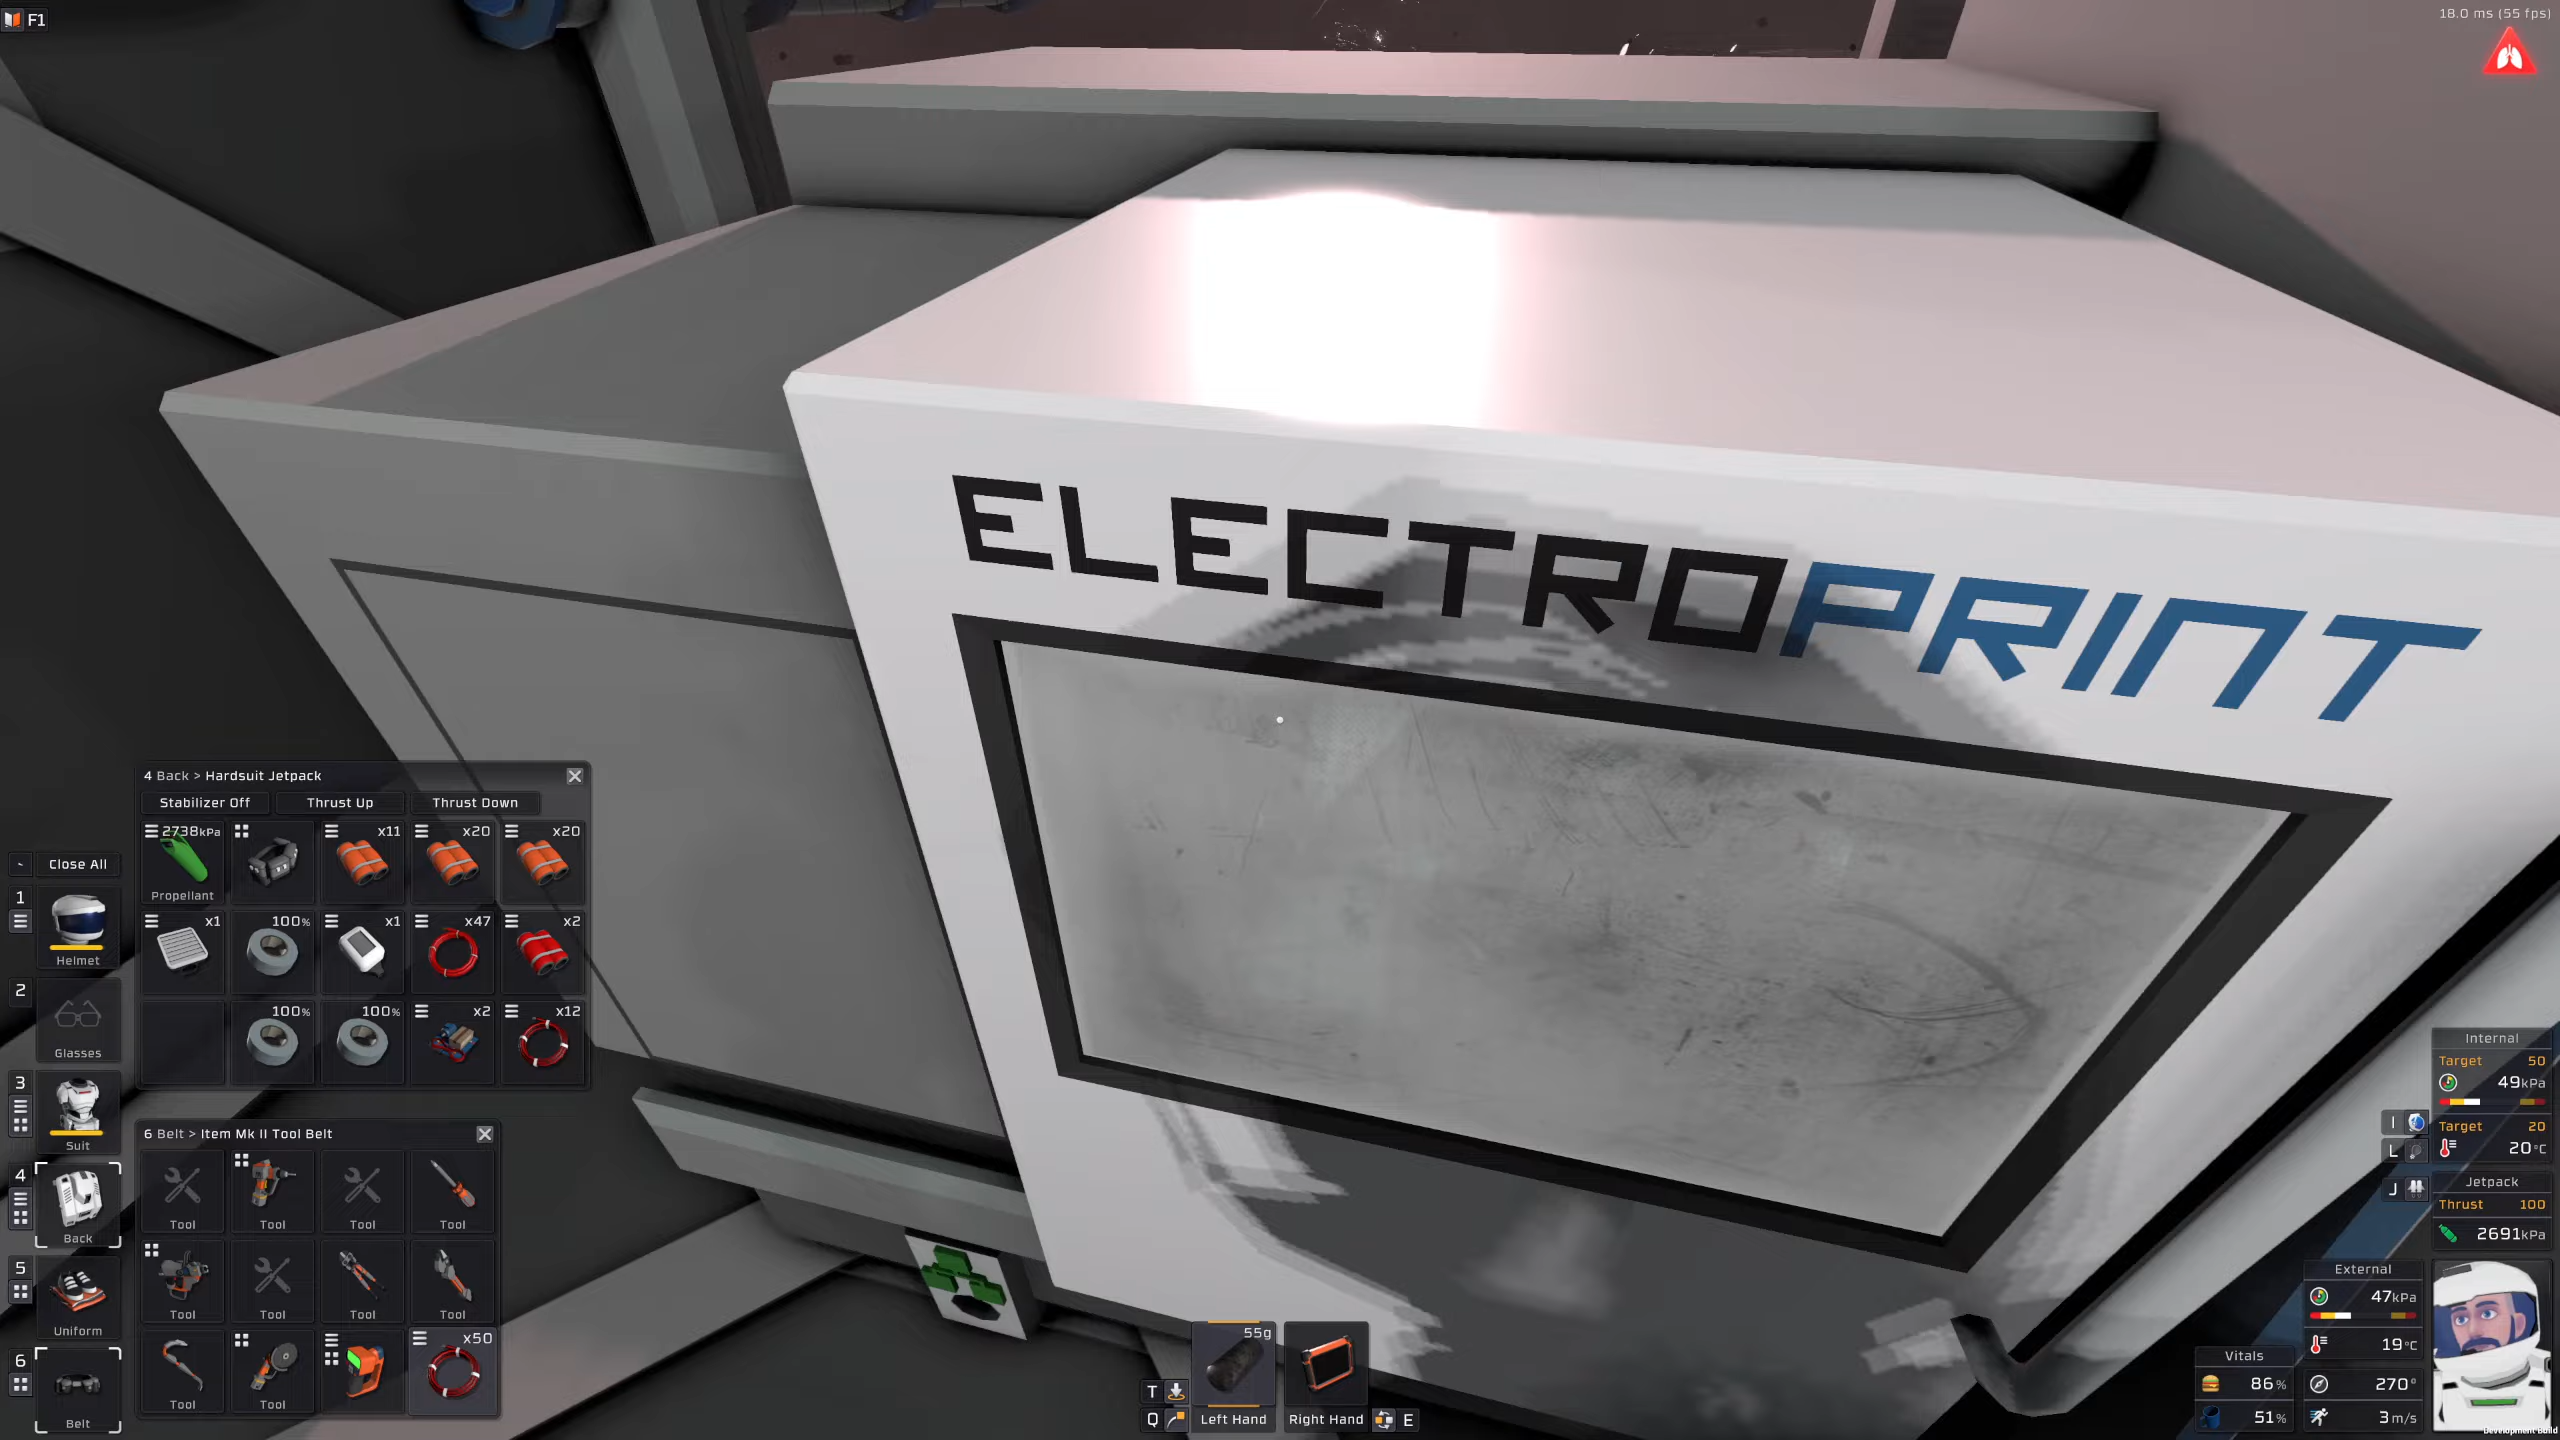 F1
18.0 ms (55 fps)
ELECTROPRINT
4 Back > Hardsuit Jetpack
Stabilizer Off
Thrust Up
Thrust Down
2738kPa
x11
x20
x20
Propellant
x1
100%
x1
x47
x2
100%
100%
x2
x12
~
Close All
1
Helmet
2
Glasses
3
Suit
4
Back
5
Uniform
6
Belt
6 Belt > Item Mk II Tool Belt
Tool
Tool
Tool
Tool
Tool
Tool
Tool
Tool
x50
Tool
Tool
55g
T
Q
Left Hand
Right Hand
E
Internal
Target 50
49kPa
Target 20
20°C
I
L
J
Jetpack
Thrust 100
2691kPa
External
47kPa
19°C
270°
3m/s
Vitals
86%
51%
Development Build